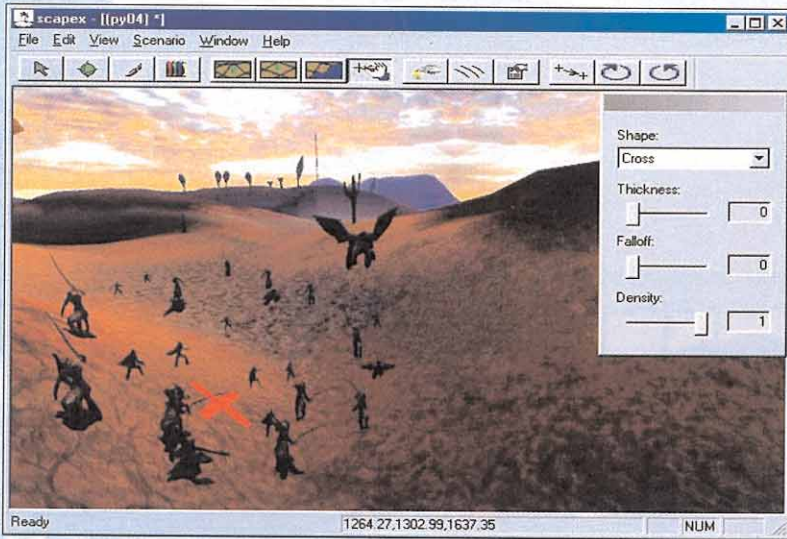 scapex - [(py04) *]
File Edit View Scenario Window Help
Shape:
Cross
Thickness:
0
Falloff:
0
Density:
1
Ready 1264.27,1302.99,1637.35 NUM